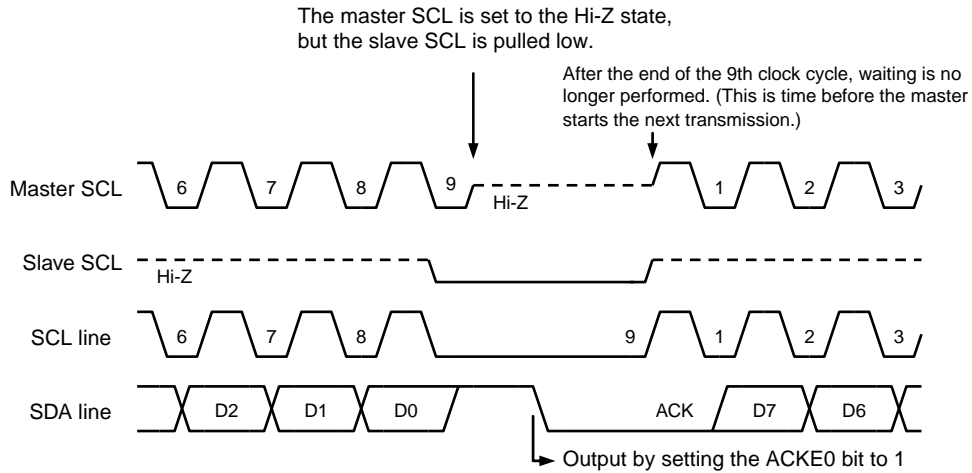 The master SCL is set to the Hi-Z state,
but the slave SCL is pulled low.
After the end of the 9th clock cycle, waiting is no
longer performed. (This is time before the master
starts the next transmission.)
Master SCL 6 7 8 9 Hi-Z 1 2 3
Slave SCL Hi-Z
SCL line 6 7 8 9 1 2 3
SDA line D2 D1 D0 ACK D7 D6
Output by setting the ACKE0 bit to 1